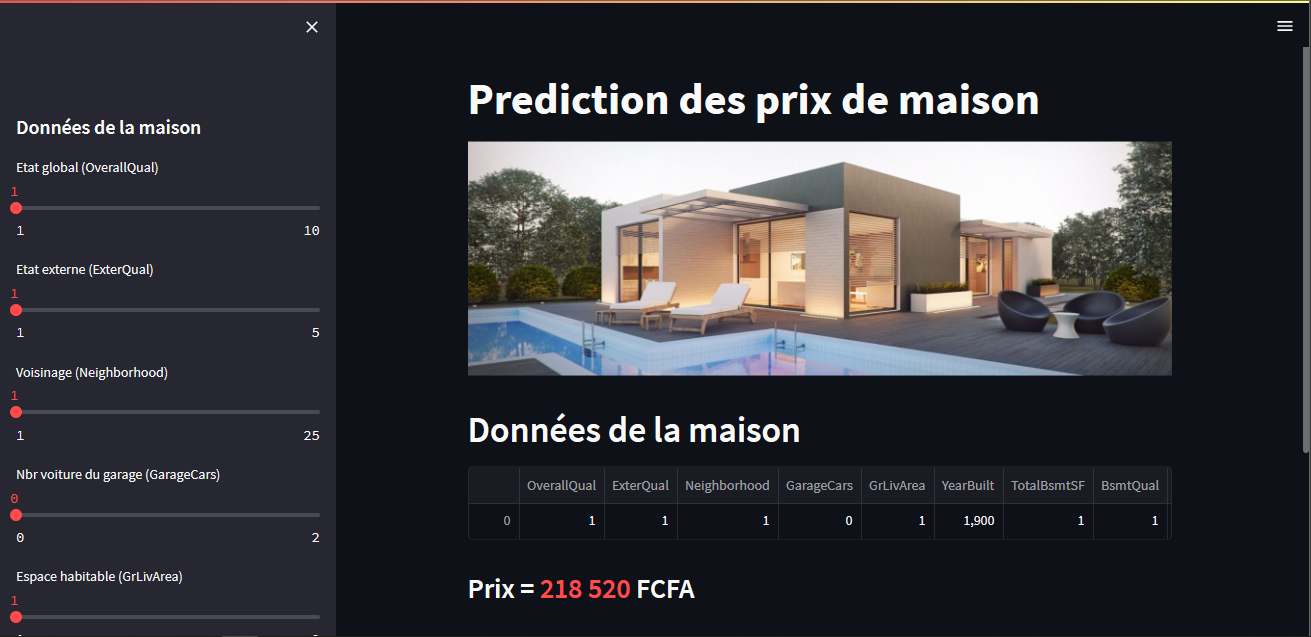 Données de la maison
Etat global (OverallQual)
1
1 10
Etat externe (ExterQual)
1
1 5
Voisinage (Neighborhood)
1
1 25
Nbr voiture du garage (GarageCars)
0
0 2
Espace habitable (GrLivArea)
1
Prediction des prix de maison
Données de la maison
OverallQual ExterQual Neighborhood GarageCars GrLivArea YearBuilt TotalBsmtSF BsmtQual
0 1 1 1 0 1 1,900 1 1
Prix = 218 520 FCFA